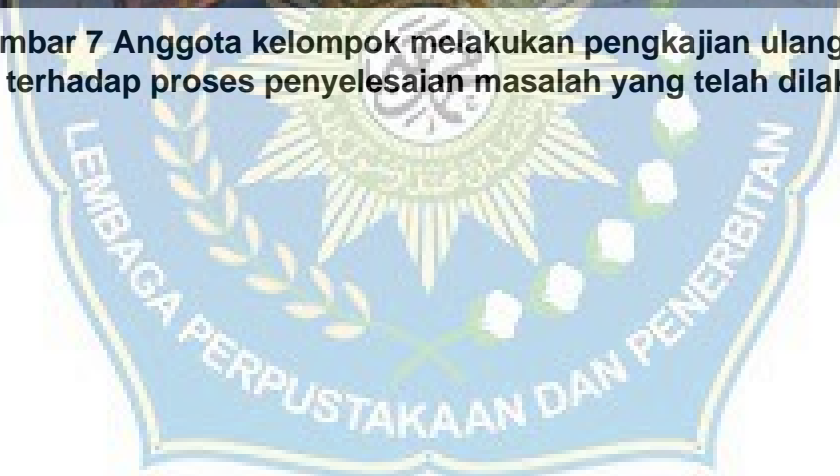 mbar 7 Anggota kelompok melakukan pengkajian ulang
terhadap proses penyelesaian masalah yang telah dilak
LEMBAGA PERPUSTAKAAN DAN PENERBITAN